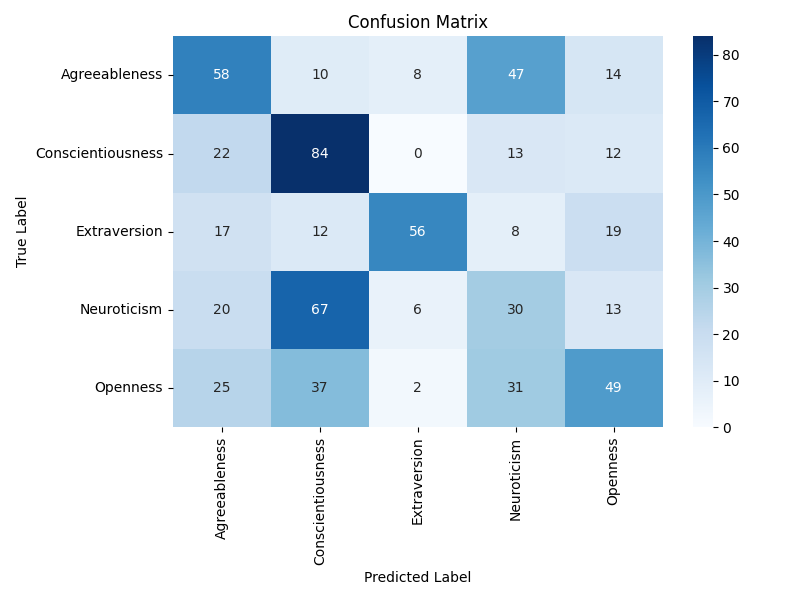 Confusion Matrix
True Label
Agreeableness 58 10 8 47 14
Conscientiousness 22 84 0 13 12
Extraversion 17 12 56 8 19
Neuroticism 20 67 6 30 13
Openness 25 37 2 31 49
Agreeableness
Conscientiousness
Extraversion
Neuroticism
Openness
Predicted Label
80
70
60
50
40
30
20
10
0